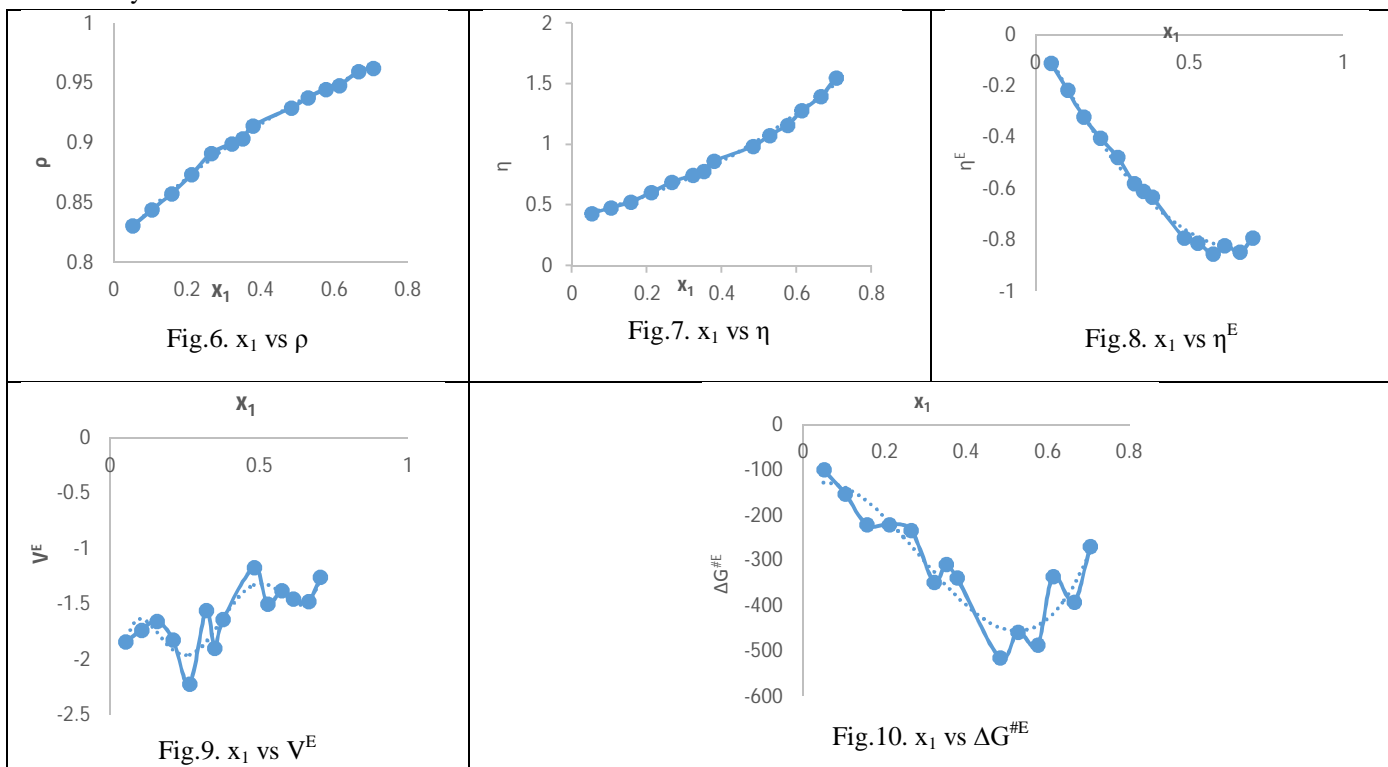 1
0.95
0.9
0.85
0.8
ρ
0 0.2 x₁ 0.4 0.6 0.8
Fig.6. x₁ vs ρ
2
1.5
1
0.5
0
η
0 0.2 x₁ 0.4 0.6 0.8
Fig.7. x₁ vs η
x₁
0 0.5 1
0
-0.2
-0.4
-0.6
-0.8
-1
ηᴱ
Fig.8. x₁ vs ηᴱ
x₁
0
0 0.5 1
-0.5
-1
-1.5
-2
-2.5
Vᴱ
Fig.9. x₁ vs Vᴱ
x₁
0
0 0.2 0.4 0.6 0.8
-100
-200
-300
-400
-500
-600
ΔG#ᴱ
Fig.10. x₁ vs ΔG#ᴱ